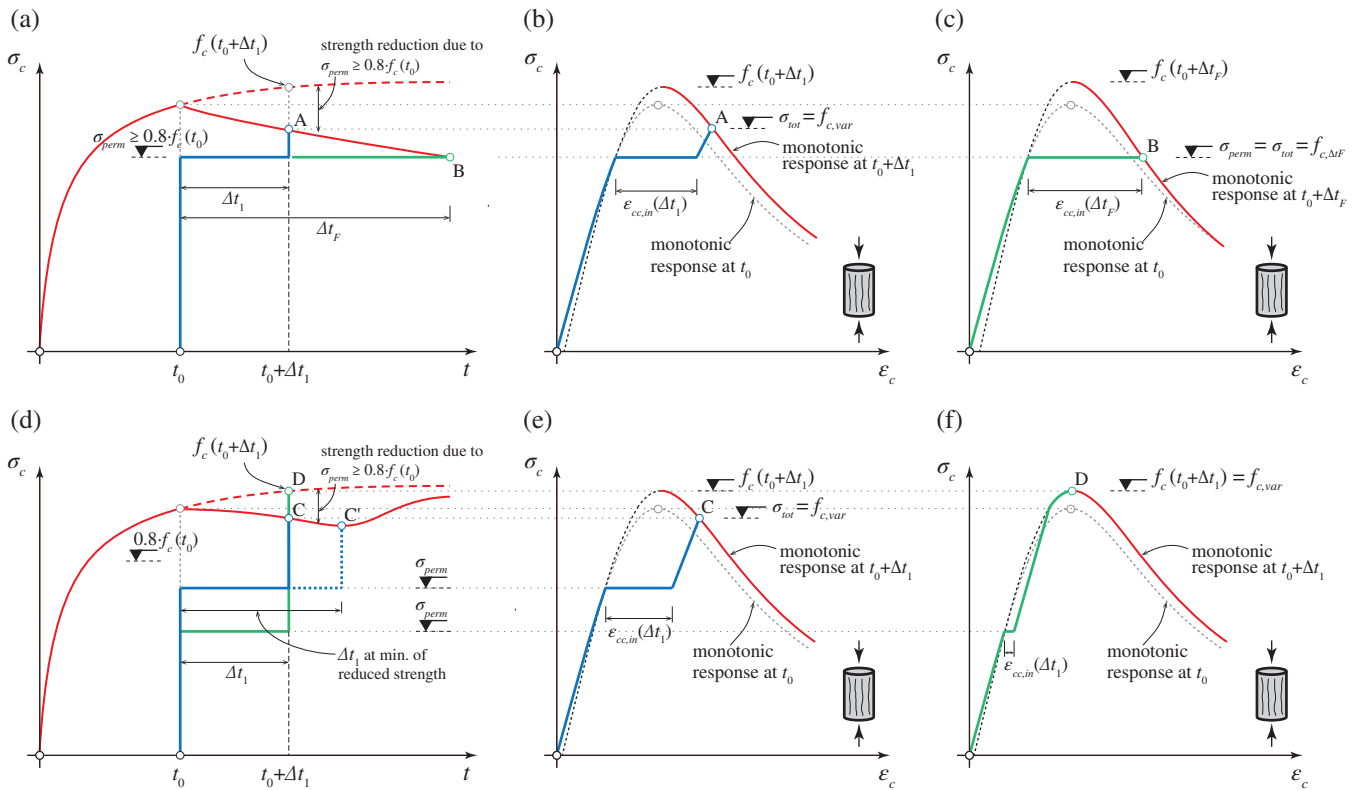 (a)
σc
fc(t0+Δt1)
strength reduction due to
σperm ≥ 0.8·fc(t0)
σperm ≥ 0.8·fc(t0)
A
B
Δt1
ΔtF
t0
t0+Δt1
t
(b)
σc
fc(t0+Δt1)
A
σtot = fc,var
monotonic
response at t0+Δt1
εcc,in(Δt1)
monotonic
response at t0
εc
(c)
σc
fc(t0+ΔtF)
B
σperm = σtot = fc,ΔtF
monotonic
response at t0+ΔtF
εcc,in(ΔtF)
monotonic
response at t0
εc
(d)
σc
fc(t0+Δt1)
strength reduction due to
σperm ≥ 0.8·fc(t0)
D
C
C'
0.8·fc(t0)
σperm
σperm
Δt1 at min. of
reduced strength
Δt1
t0
t0+Δt1
t
(e)
σc
fc(t0+Δt1)
C
σtot = fc,var
monotonic
response at t0+Δt1
εcc,in(Δt1)
monotonic
response at t0
εc
(f)
σc
D
fc(t0+Δt1) = fc,var
monotonic
response at t0+Δt1
εcc,in(Δt1)
monotonic
response at t0
εc